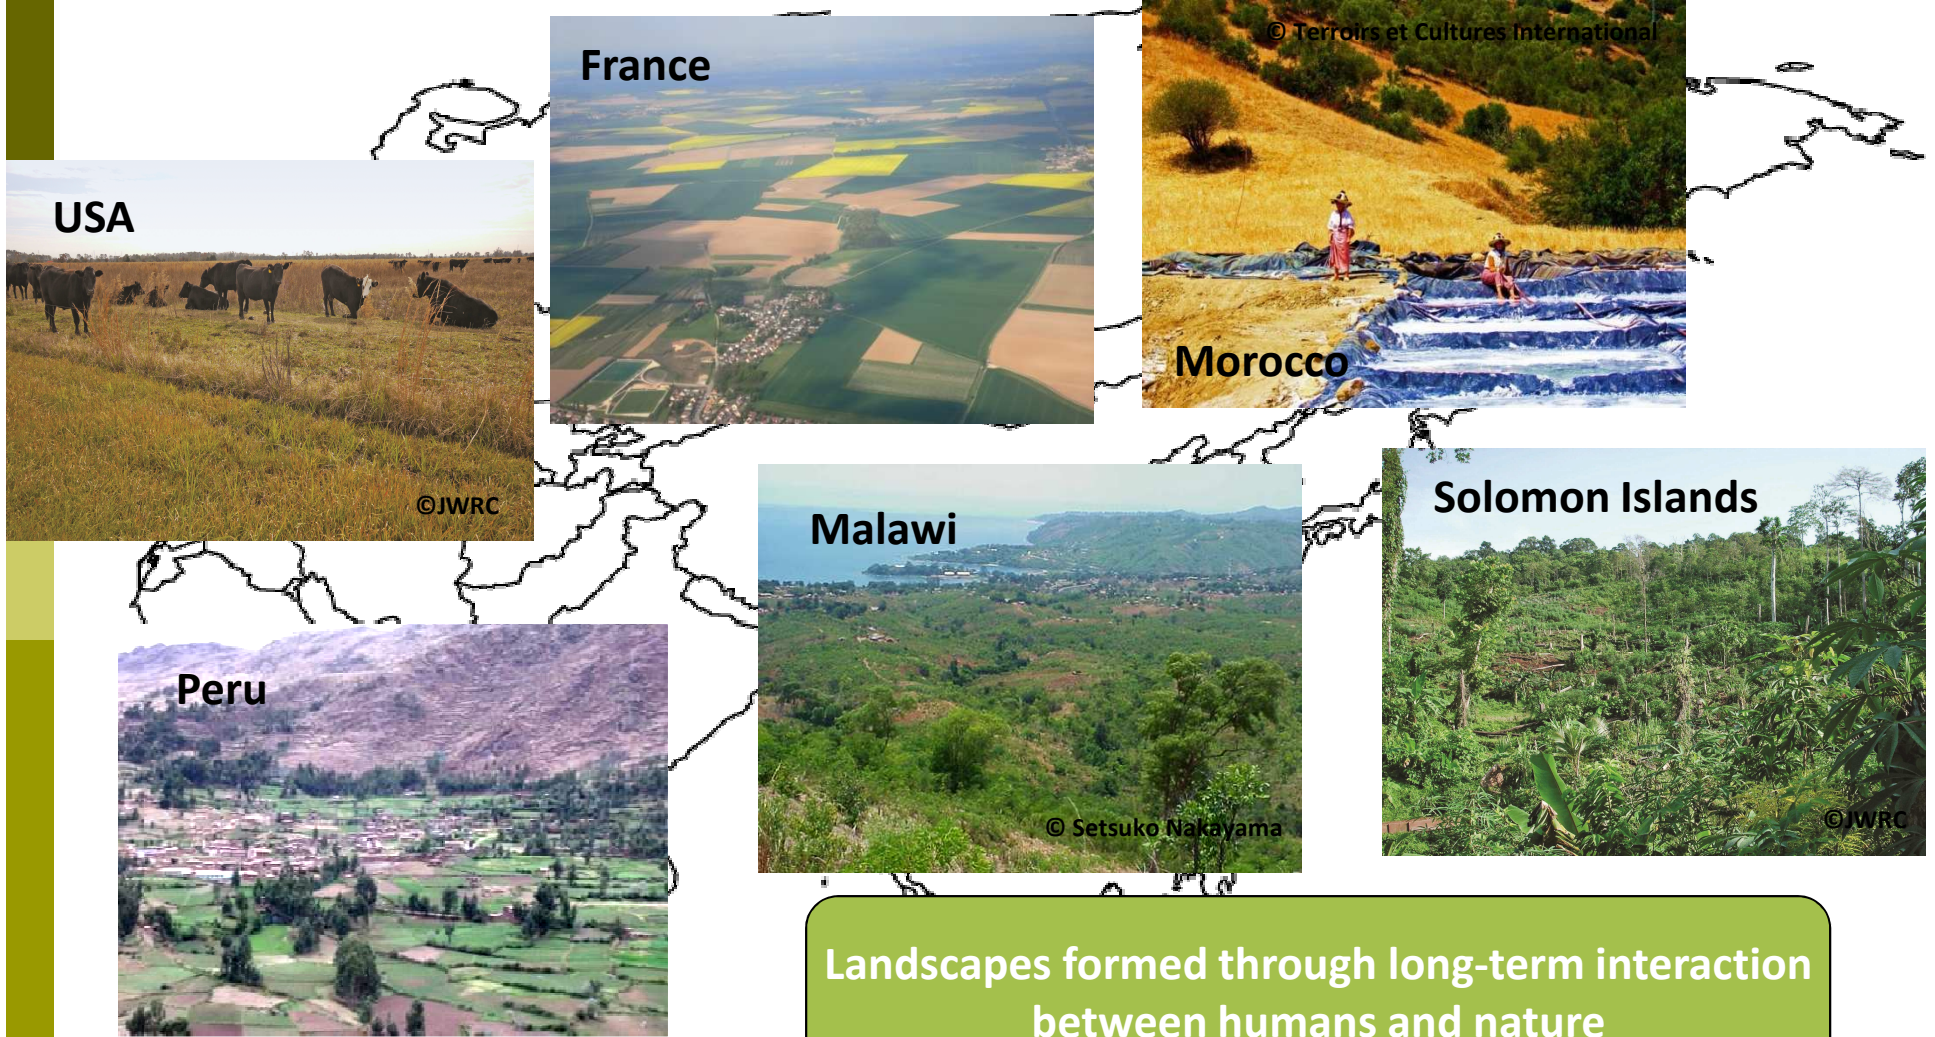 © Terroirs et Cultures International
France
USA
Morocco
©JWRC
Solomon Islands
Malawi
Peru
© Setsuko Nakayama
©JWRC
Landscapes formed through long-term interaction
between humans and nature